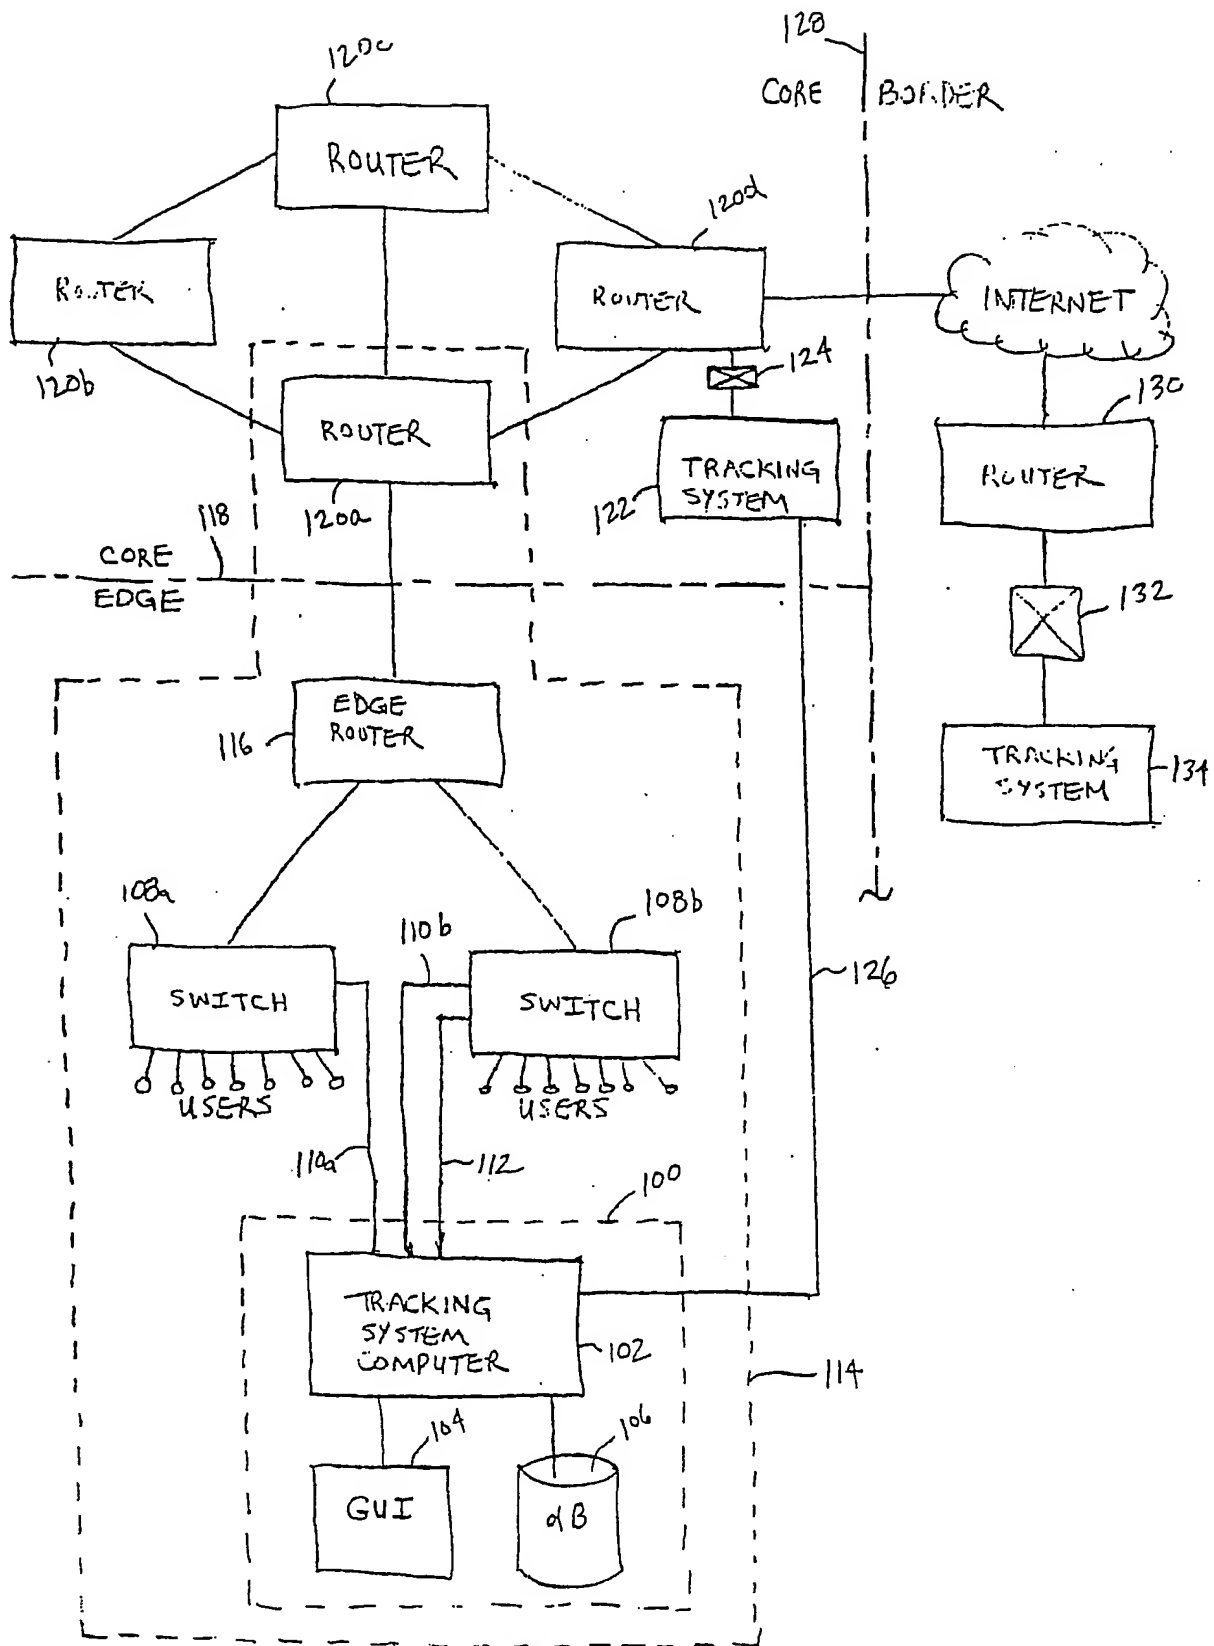 128
120c
CORE
BORDER
ROUTER
120d
ROUTER
ROUTER
INTERNET
124
120b
130
ROUTER
TRACKING
SYSTEM
ROUTER
122
118
120a
CORE
EDGE
132
EDGE
ROUTER
116
TRACKING
SYSTEM
134
108a
108b
110b
126
SWITCH
SWITCH
USERS
USERS
110a
112
100
TRACKING
SYSTEM
COMPUTER
102
114
104
106
GUI
dB